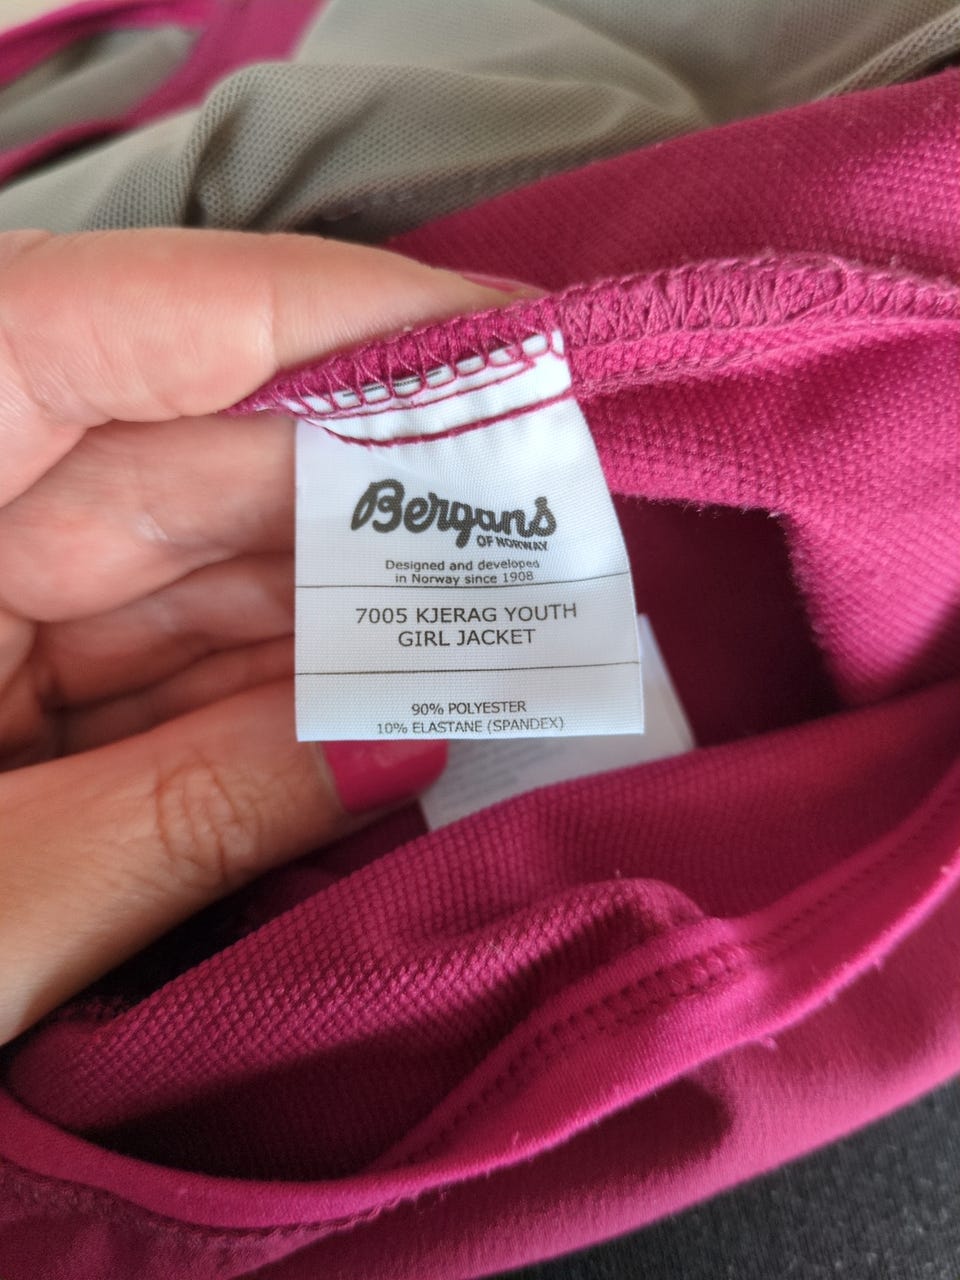 Bergans
OF NORWAY
Designed and developed
in Norway since 1908
7005 KJERAG YOUTH
GIRL JACKET
90% POLYESTER
10% ELASTANE (SPANDEX)